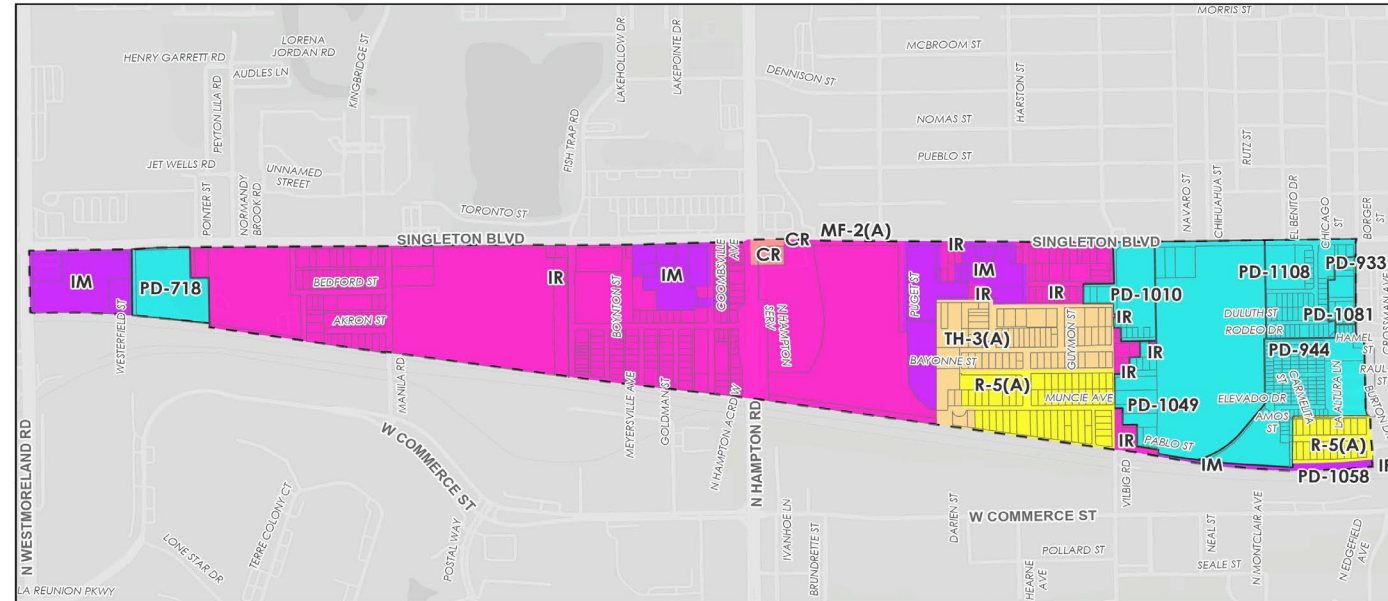 MORRIS ST
LORENA
JORDAN RD
HENRY GARRETT RD
AUDLES LN
PEYTON LILA RD
KINGBRIDGE ST
LAKEHOLLOW DR
LAKEPOINTE DR
MCBROOM ST
DENNISON ST
HARSTON ST
NOMAS ST
PUEBLO ST
RUTZ ST
FISH TRAP RD
JET WELLS RD
UNNAMED
STREET
POINTER ST
NORMANDY
BROOK RD
TORONTO ST
NAVARO ST
CHIHUAHUA ST
EL BENITO DR
CHICAGO
ST
BORGER
ST
SINGLETON BLVD
CR
MF-2(A)
IR
SINGLETON BLVD
CR
IM
PD-718
BEDFORD ST
AKRON ST
IR
BOYNTON ST
IM
COOMBSVILLE
AVE
N HAMPTON
SERV
PUGET ST
IM
IR
IR
PD-1010
IR
PD-1108
PD-933
PD-1081
DULUTH ST
RODEO DR
HAMEL
ST
CROSSMAN AVE
WESTERFIELD ST
MANILA RD
TH-3(A)
GUYMON ST
BAYONNE ST
R-5(A)
MUNCIE AVE
IR
IR
PD-944
RAUL
ST
CARMELITA
ST
LA ALTURA LN
ELEVADO DR
AMOS
ST
PD-1049
IR
PABLO ST
IM
R-5(A)
PD-1058
MEYERSVILLE AVE
GOLDMAN ST
N HAMPTON ACRD W
N HAMPTON RD
N WESTMORELAND RD
W COMMERCE ST
VILBIG RD
W COMMERCE ST
TERRE COLONY CT
LONE STAR DR
POSTAL WAY
IVANHOE LN
BRUNDRETTE ST
DARIEN ST
POLLARD ST
HEARNE
AVE
NEAL ST
SEALE ST
N MONTCLAIR AVE
N EDGEFIELD
AVE
LA REUNION PKWY